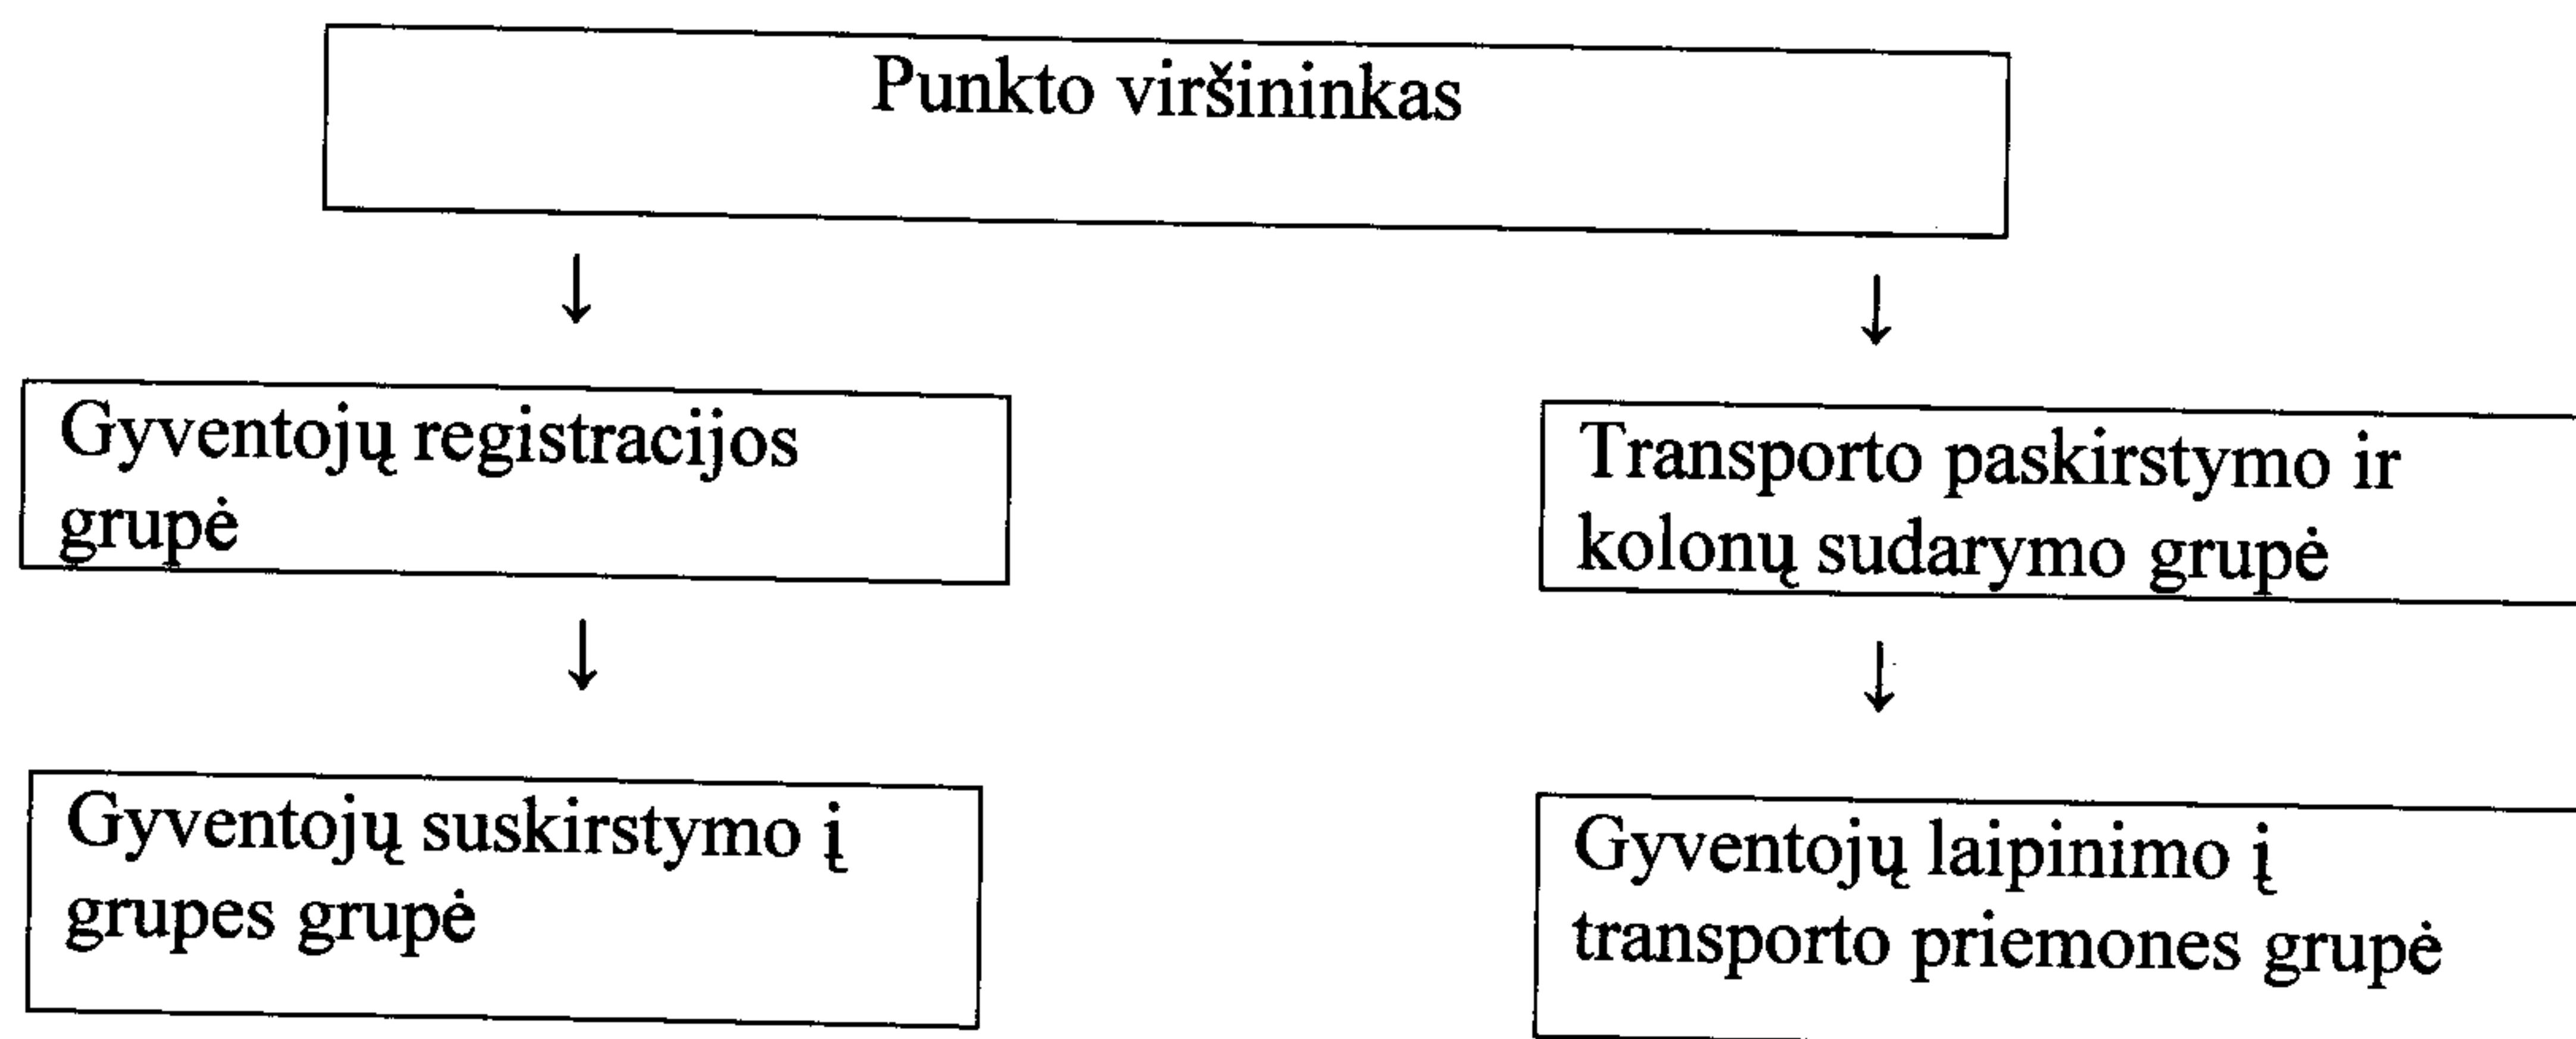 Punkto viršininkas
Gyventojų registracijos
grupė
Transporto paskirstymo ir
kolonų sudarymo grupė
Gyventojų suskirstymo į
grupes grupė
Gyventojų laipinimo į
transporto priemones grupė